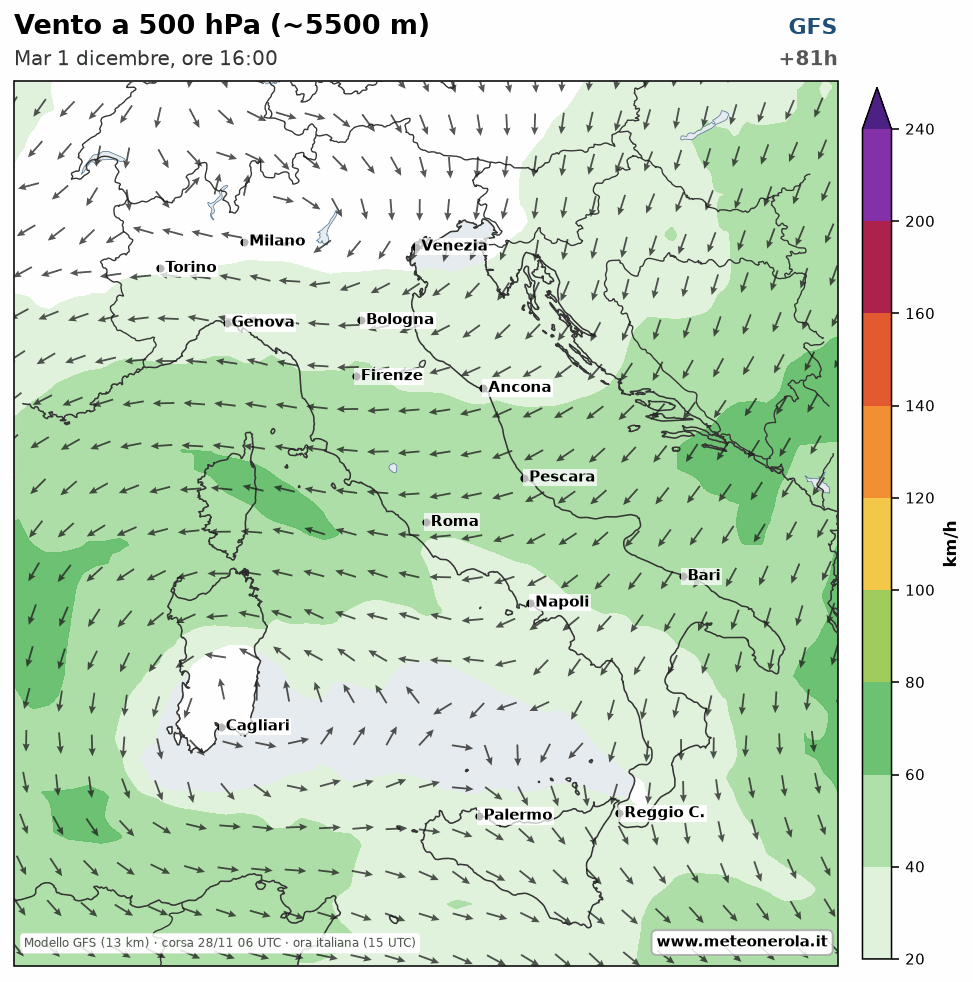 Vento a 500 hPa (~5500 m)
GFS
Mar 1 dicembre, ore 16:00
+81h
Milano
Venezia
Torino
Genova
Bologna
Firenze
Ancona
Pescara
Roma
Bari
Napoli
Cagliari
Palermo
Reggio C.
240
200
160
140
120
100
80
60
40
20
km/h
Modello GFS (13 km) · corsa 28/11 06 UTC · ora italiana (15 UTC)
www.meteonerola.it